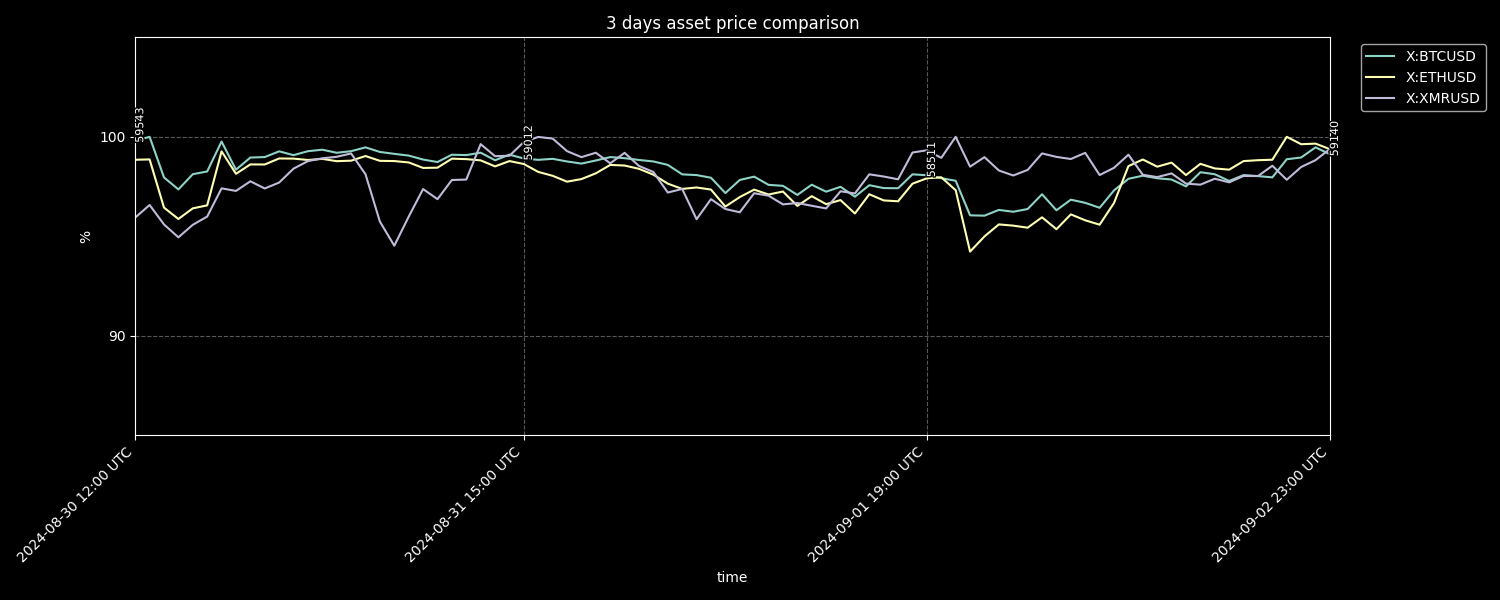 3 days asset price comparison
X:BTCUSD
X:ETHUSD
X:XMRUSD
59543
59012
58511
59140
100
90
%
2024-08-30 12:00 UTC
2024-08-31 15:00 UTC
2024-09-01 19:00 UTC
2024-09-02 23:00 UTC
time